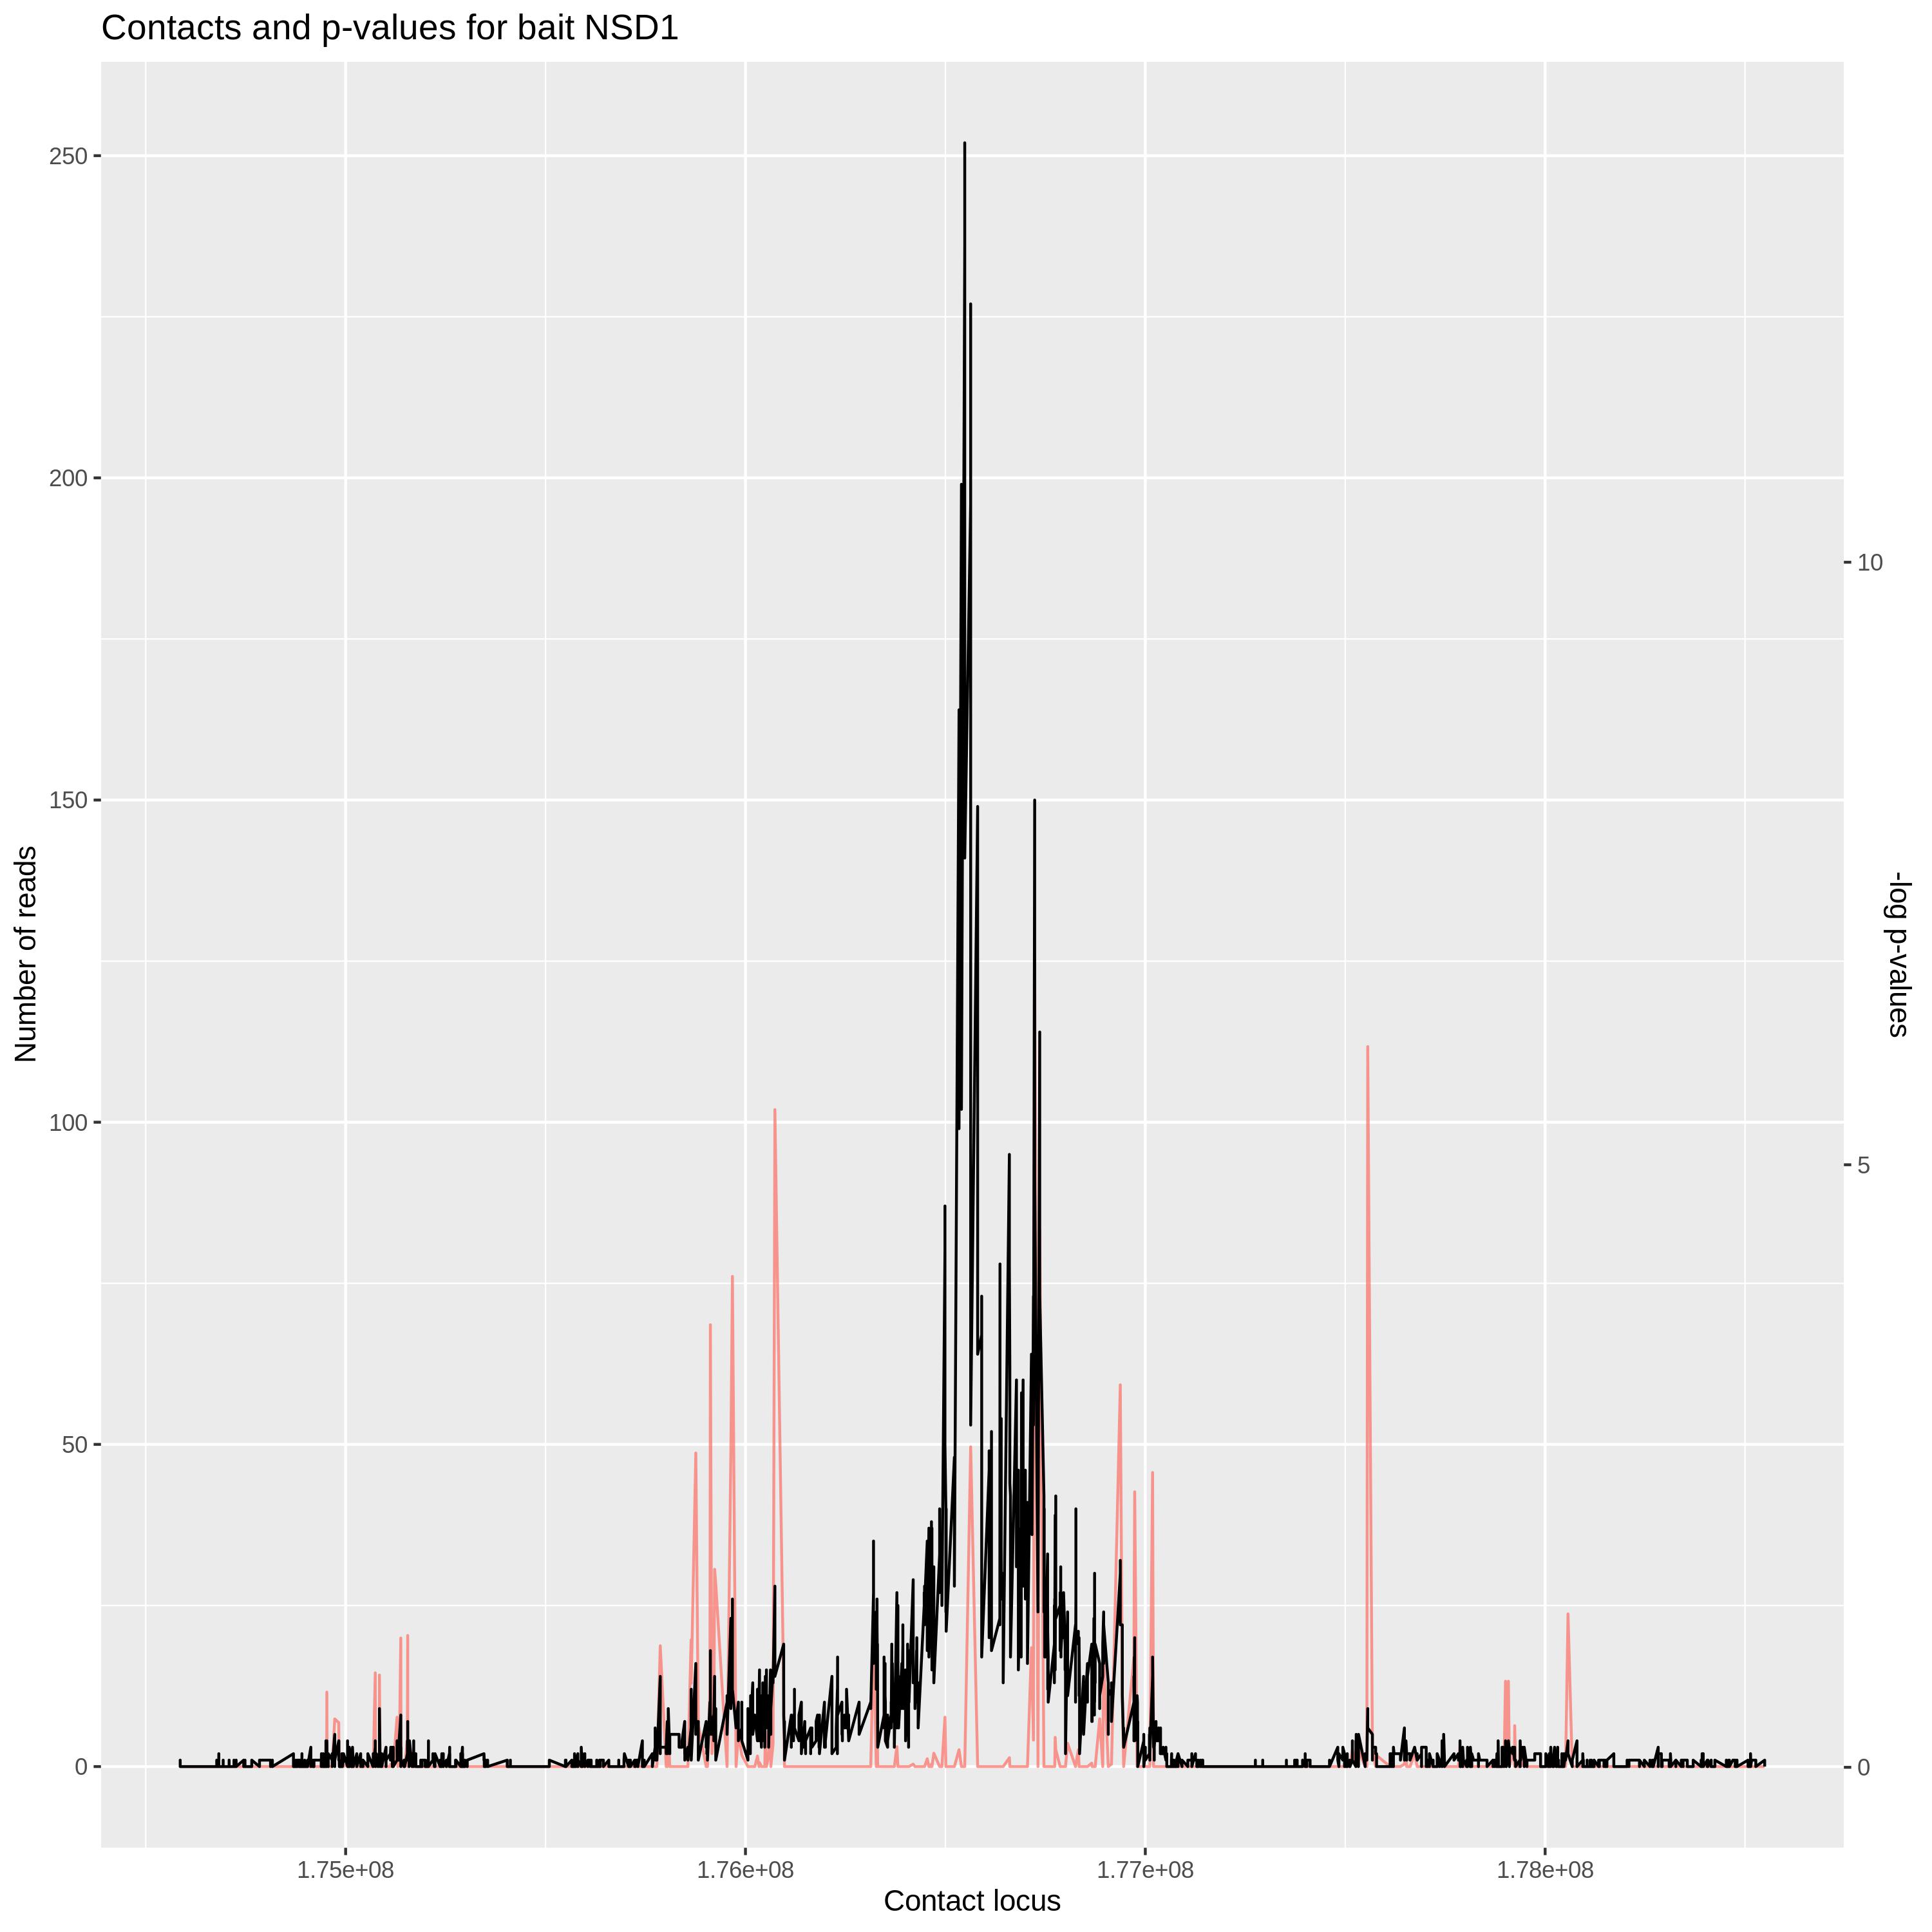 Contacts and p-values for bait NSD1
250
200
150
100
50
0
Number of reads
10
5
0
-log p-values
1.75e+08
1.76e+08
1.77e+08
1.78e+08
Contact locus